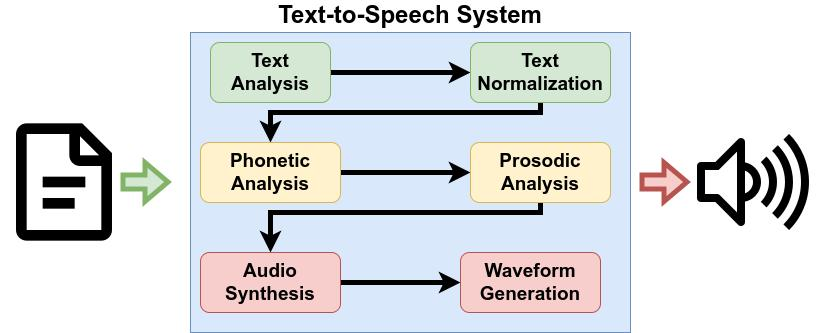 Text-to-Speech System
Text
Analysis
Text
Normalization
Phonetic
Analysis
Prosodic
Analysis
Audio
Synthesis
Waveform
Generation